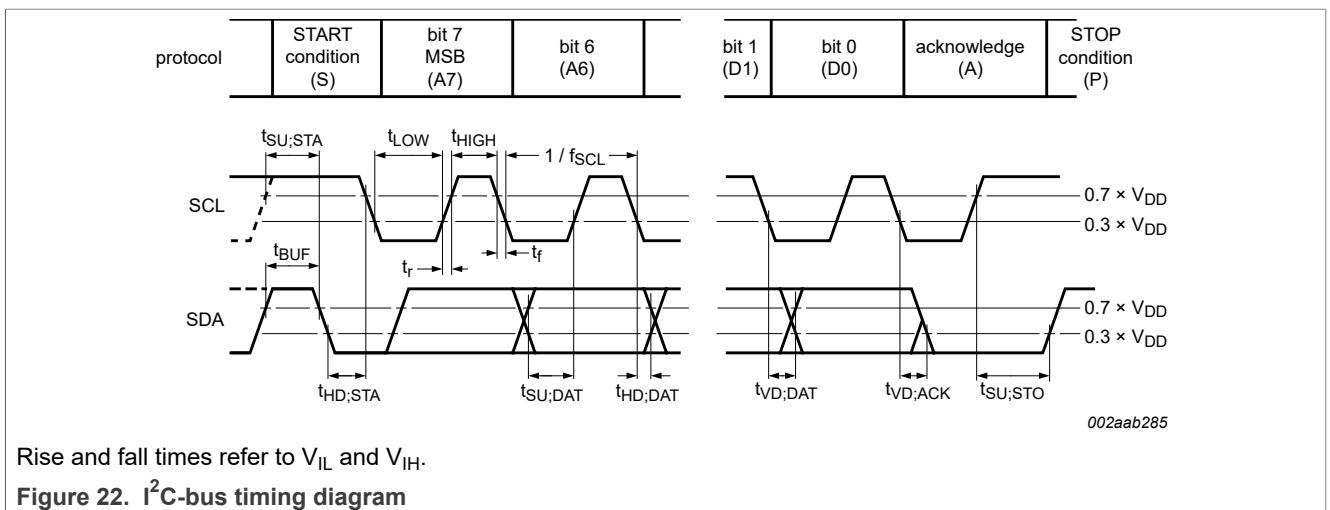 protocol
START condition (S)
bit 7 MSB (A7)
bit 6 (A6)
bit 1 (D1)
bit 0 (D0)
acknowledge (A)
STOP condition (P)
tSU;STA
tLOW
tHIGH
1 / fSCL
SCL
0.7 × VDD
0.3 × VDD
tBUF
tr
tf
SDA
0.7 × VDD
0.3 × VDD
tHD;STA
tSU;DAT
tHD;DAT
tVD;DAT
tVD;ACK
tSU;STO
002aab285
Rise and fall times refer to VIL and VIH.
Figure 22. I²C-bus timing diagram